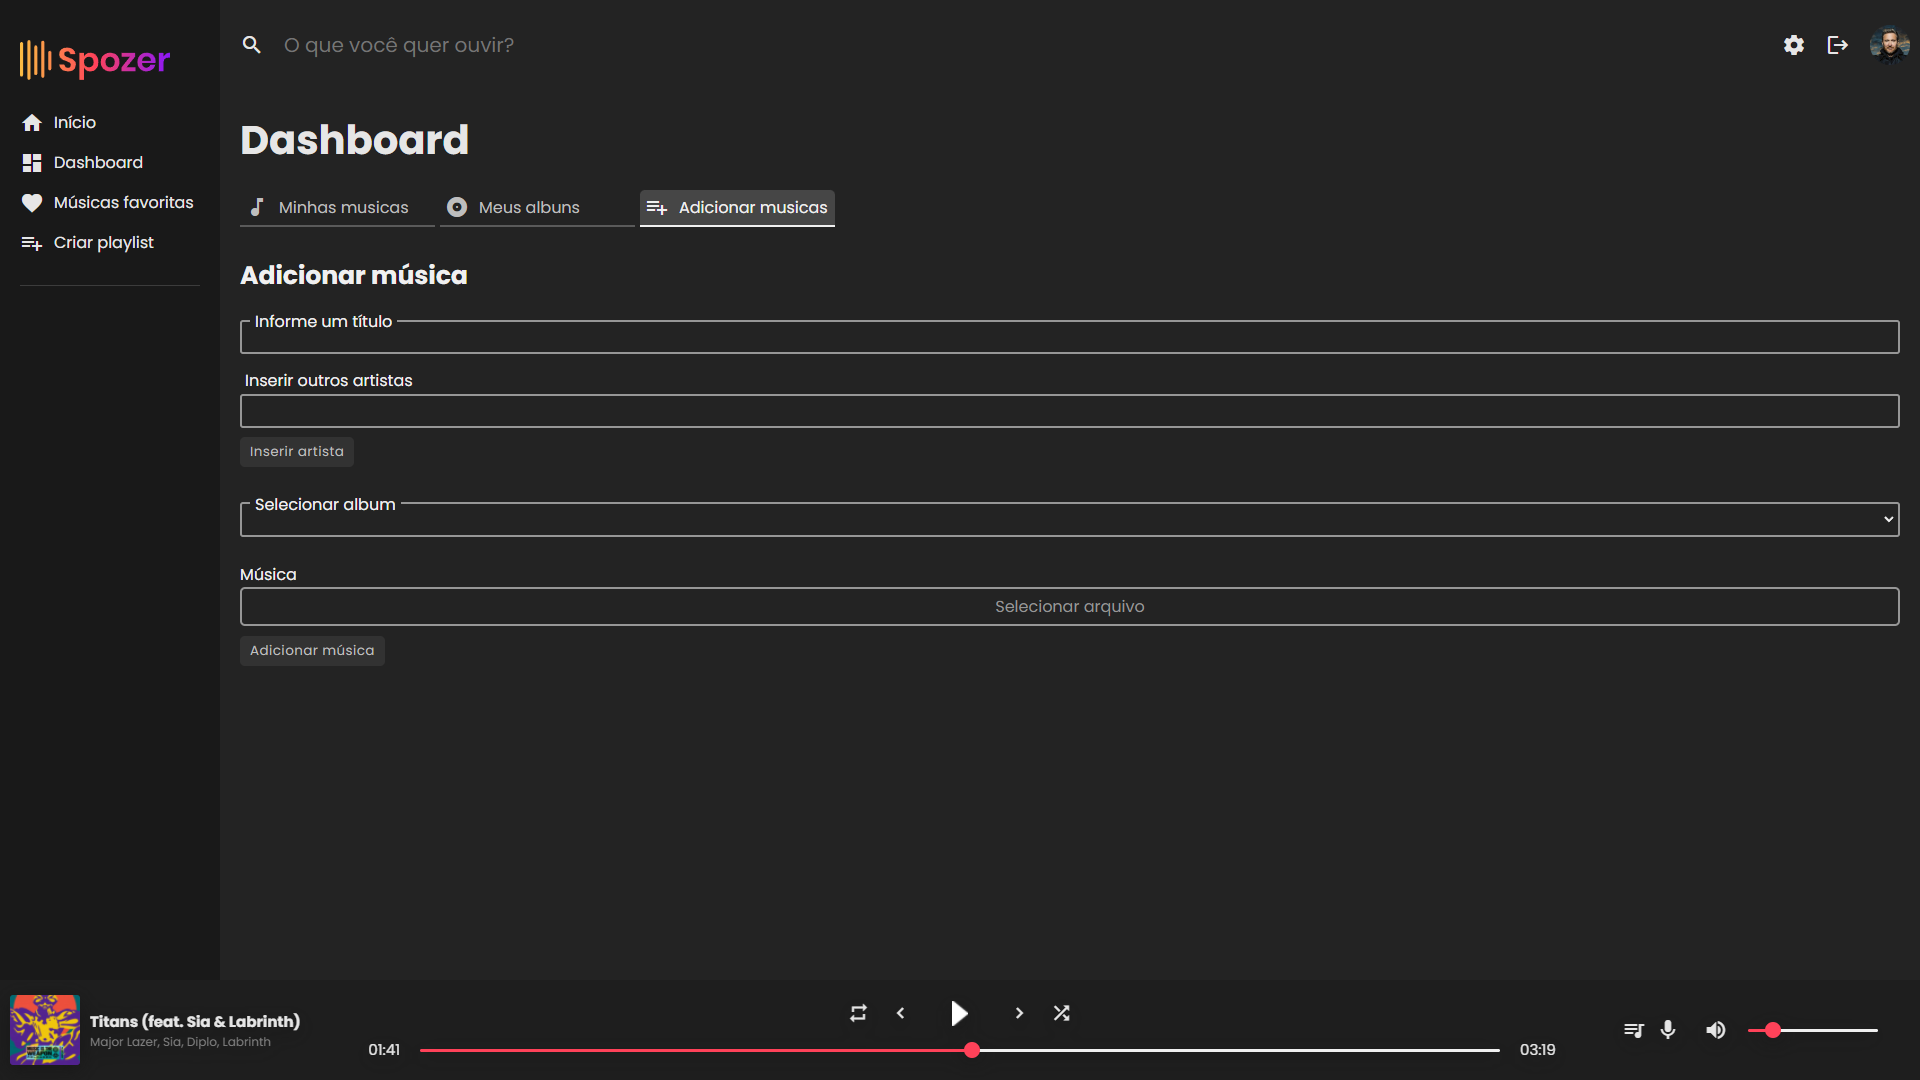 Spozer
Início
Dashboard
Músicas favoritas
Criar playlist
O que você quer ouvir?
Dashboard
Minhas musicas
Meus albuns
Adicionar musicas
Adicionar música
Informe um título
Inserir outros artistas
Inserir artista
Selecionar album
Música
Selecionar arquivo
Adicionar música
Titans (feat. Sia & Labrinth)
Major Lazer, Sia, Diplo, Labrinth
01:41
03:19